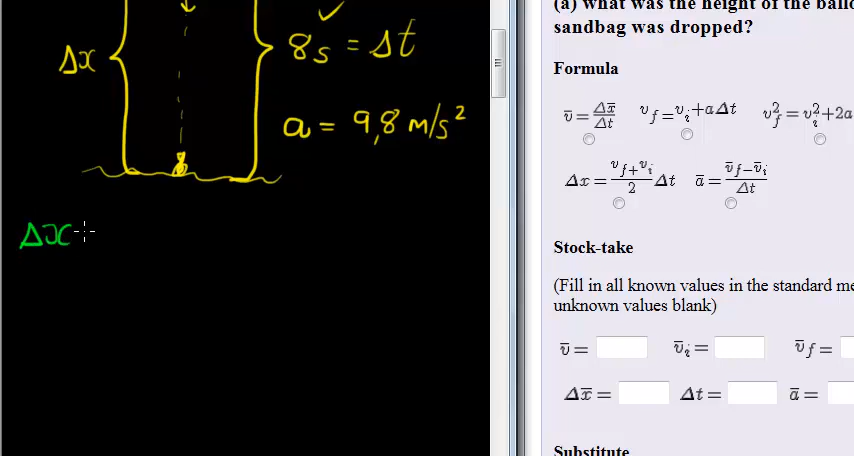 Δx
8s = Δt
a = 9,8 m/s²
Δx
(a) what was the height of the ballo
sandbag was dropped?
Formula
v̄ = Δx̄/Δt  v_f = v_i + aΔt  v_f² = v_i² + 2a
Δx = (v_f + v_i)/2 Δt  ā = (v̄_f − v̄_i)/Δt
Stock-take
(Fill in all known values in the standard me
unknown values blank)
v̄ =  v̄_i =  v̄_f =
Δx̄ =  Δt =  ā =
Substitute